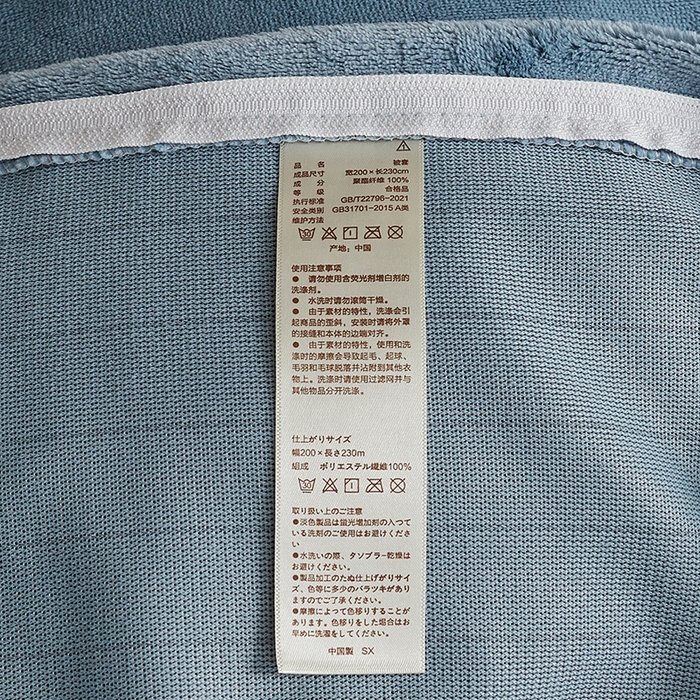 品名 被套
成品尺寸 宽200×长230cm
成分 聚酯纤维 100%
等级 合格品
执行标准 GB/T22796-2021
安全类别 GB31701-2015 A类
维护方法
30
产地：中国
使用注意事项
● 请勿使用含荧光剂增白剂的
洗涤剂。
● 水洗时请勿滚筒干燥。
● 由于素材的特性，洗涤会引
起商品的歪斜，安装时请将外罩
的接缝和本体的边端对齐。
● 由于素材的特性，使用和洗
涤时的摩擦会导致起毛、起球，
毛羽和毛球脱落并沾附到其他衣
物上。洗涤时请使用过滤网并与
其他物品分开洗涤。
仕上がりサイズ
幅200×長さ230m
組成 ポリエステル繊維100%
30
取り扱い上のご注意
●淡色製品は蛍光増加剤の入つて
ている洗剤のご使用はお避けくださ
い
●水洗いの際、タソブラ-乾燥は
お避けください。
●製品加工のたぬ仕上げがりサイ
ズ、色等に多少のバラツキがあり
ますのでご了承ください。
●摩擦によって色移りすることが
あります。色移りをした場合はお
早めに洗濯をしてください。
中国製 SX